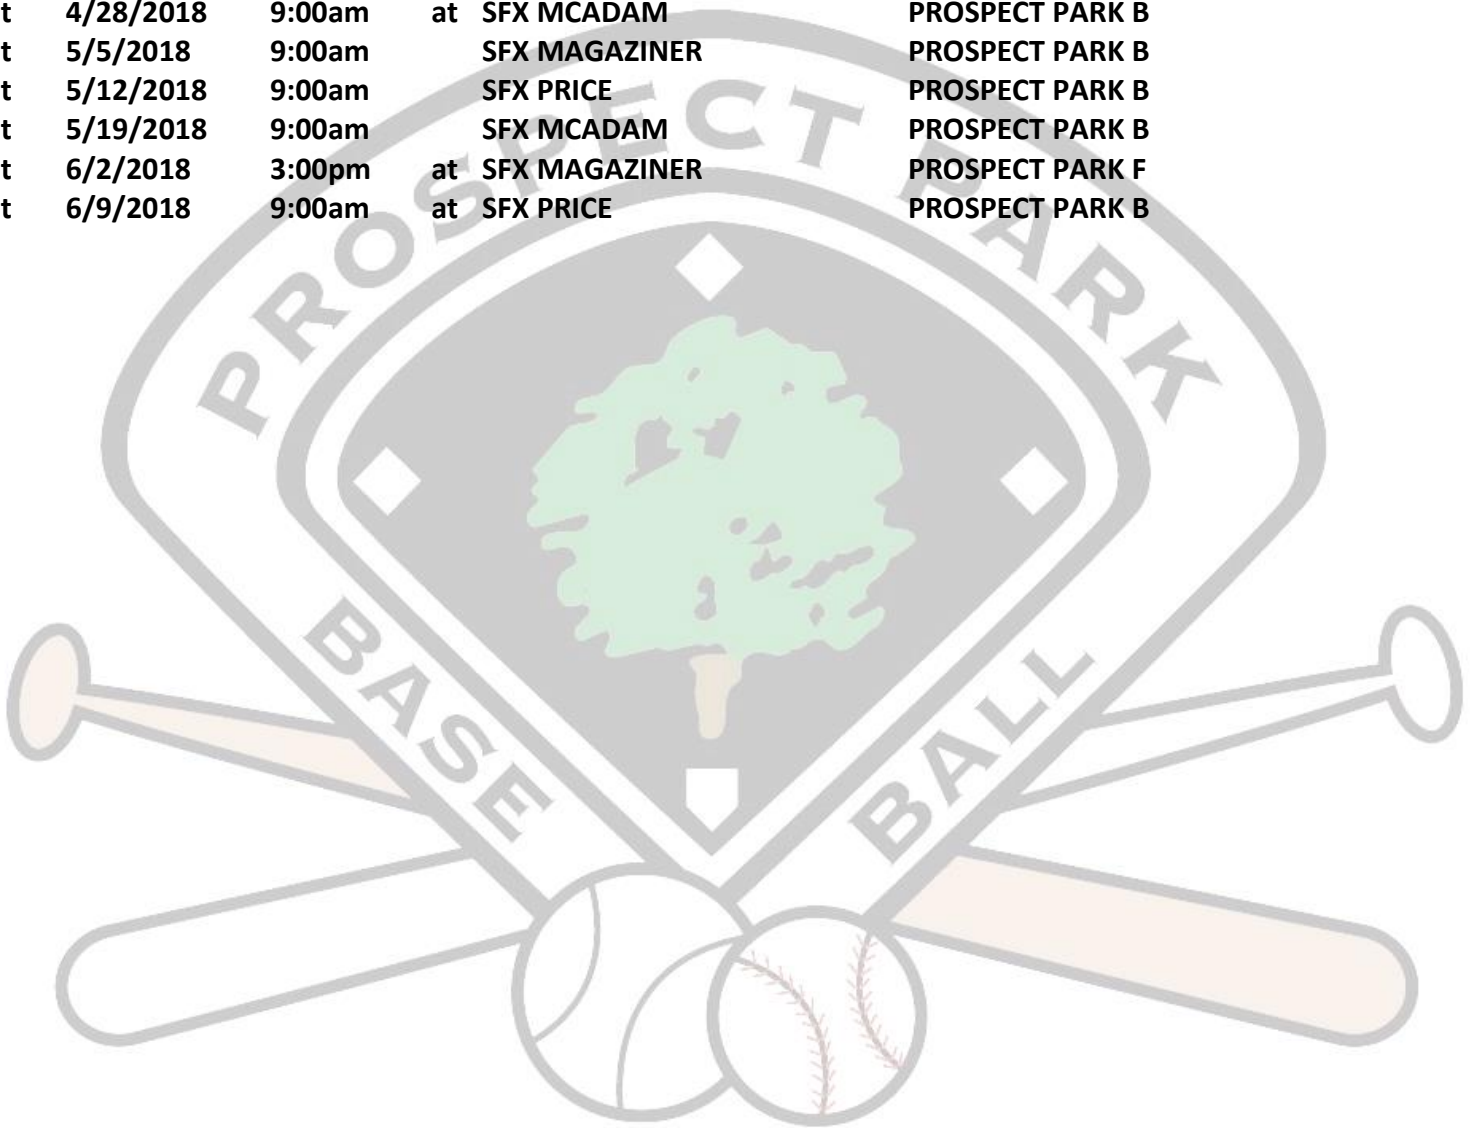 t 4/28/2018 9:00am at SFX MCADAM PROSPECT PARK B
t 5/5/2018 9:00am SFX MAGAZINER PROSPECT PARK B
t 5/12/2018 9:00am SFX PRICE PROSPECT PARK B
t 5/19/2018 9:00am SFX MCADAM PROSPECT PARK B
t 6/2/2018 3:00pm at SFX MAGAZINER PROSPECT PARK F
t 6/9/2018 9:00am at SFX PRICE PROSPECT PARK B
PROSPECT PARK
BASE BALL